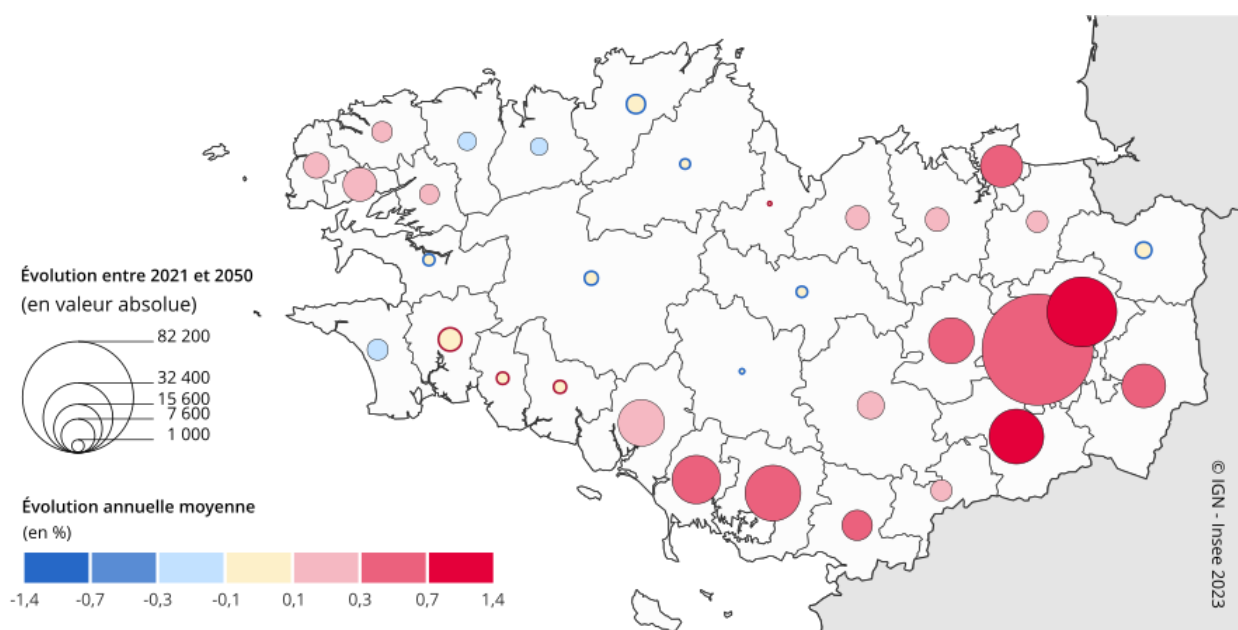 Évolution entre 2021 et 2050
(en valeur absolue)
82 200
32 400
15 600
7 600
1 000
Évolution annuelle moyenne
(en %)
-1,4 -0,7 -0,3 -0,1 0,1 0,3 0,7 1,4
© IGN - Insee 2023